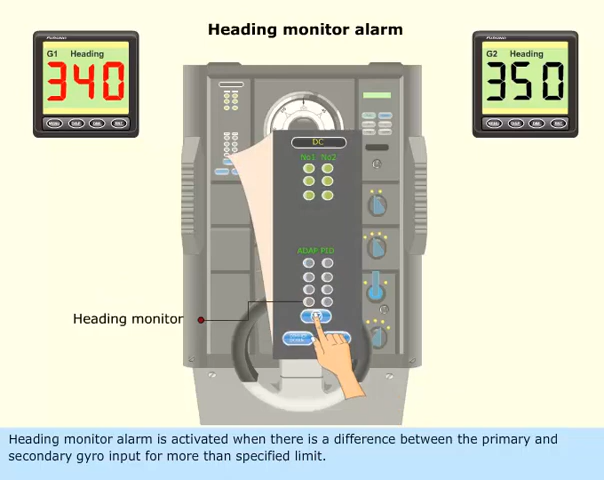 Heading monitor alarm
G1 Heading
340
G2 Heading
350
DC
No1 No2
ADAP PID
Heading monitor
Heading monitor alarm is activated when there is a difference between the primary and
secondary gyro input for more than specified limit.